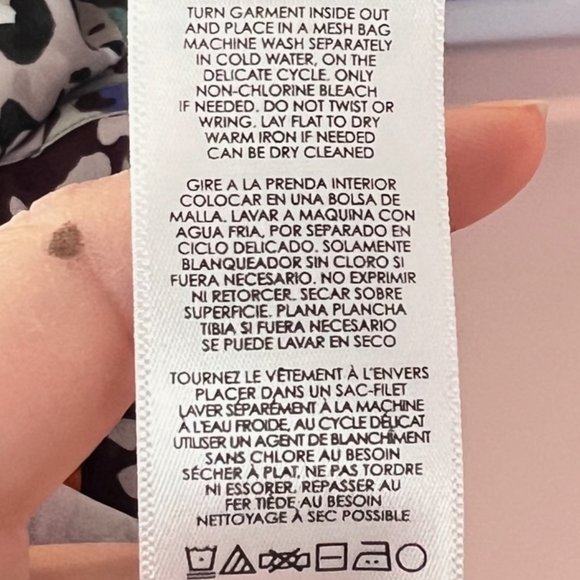 TURN GARMENT INSIDE OUT
AND PLACE IN A MESH BAG
MACHINE WASH SEPARATELY
IN COLD WATER, ON THE
DELICATE CYCLE. ONLY
NON-CHLORINE BLEACH
IF NEEDED. DO NOT TWIST OR
WRING. LAY FLAT TO DRY
WARM IRON IF NEEDED
CAN BE DRY CLEANED
GIRE A LA PRENDA INTERIOR
COLOCAR EN UNA BOLSA DE
MALLA. LAVAR A MAQUINA CON
AGUA FRIA, POR SEPARADO EN
CICLO DELICADO. SOLAMENTE
BLANQUEADOR SIN CLORO SI
FUERA NECESARIO. NO EXPRIMIR
NI RETORCER. SECAR SOBRE
SUPERFICIE. PLANA PLANCHA
TIBIA SI FUERA NECESARIO
SE PUEDE LAVAR EN SECO
TOURNEZ LE VÊTEMENT À L'ENVERS
PLACER DANS UN SAC-FILET
LAVER SÉPARÉMENT À LA MACHINE
À L'EAU FROIDE, AU CYCLE DÉLICAT
UTILISER UN AGENT DE BLANCHIMENT
SANS CHLORE AU BESOIN
SÉCHER À PLAT, NE PAS TORDRE
NI ESSORER. REPASSER AU
FER TIÈDE AU BESOIN
NETTOYAGE À SEC POSSIBLE